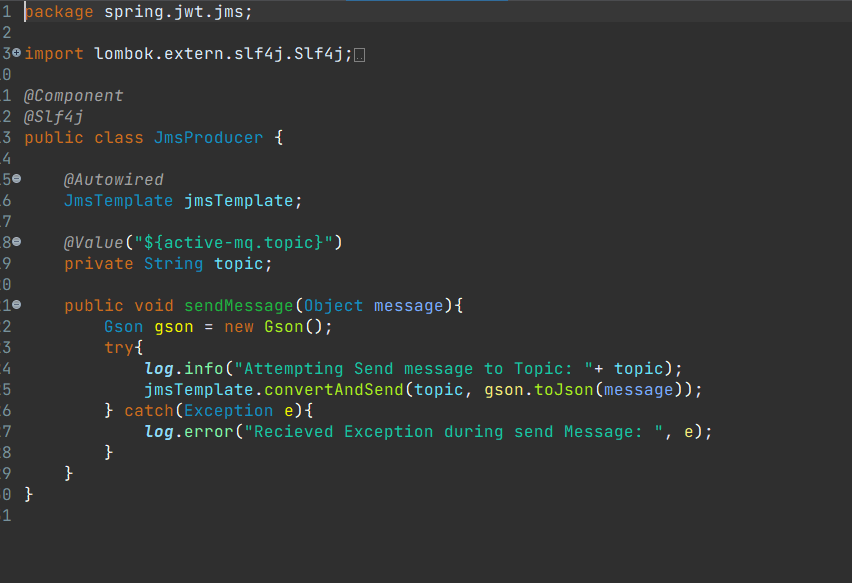 1 package spring.jwt.jms;
2
3 import lombok.extern.slf4j.Slf4j;
0
1 @Component
2 @Slf4j
3 public class JmsProducer {
4
5 @Autowired
6 JmsTemplate jmsTemplate;
7
8 @Value("${active-mq.topic}")
9 private String topic;
0
1 public void sendMessage(Object message){
2 Gson gson = new Gson();
3 try{
4 log.info("Attempting Send message to Topic: "+ topic);
5 jmsTemplate.convertAndSend(topic, gson.toJson(message));
6 } catch(Exception e){
7 log.error("Recieved Exception during send Message: ", e);
8 }
9 }
0 }
1